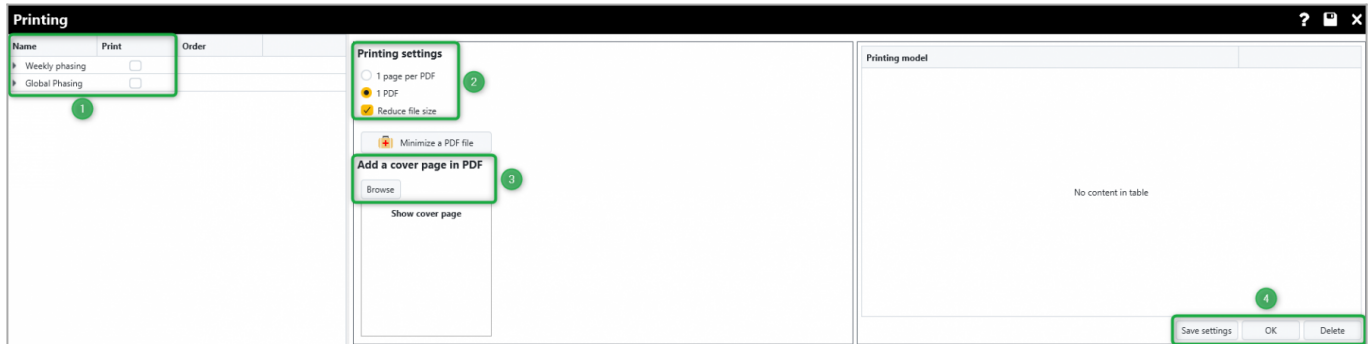 Printing
?
Name Print Order
Weekly phasing
Global Phasing
1
Printing settings
1 page per PDF
1 PDF
Reduce file size
2
Minimize a PDF file
Add a cover page in PDF
Browse
3
Show cover page
Printing model
No content in table
4
Save settings OK Delete